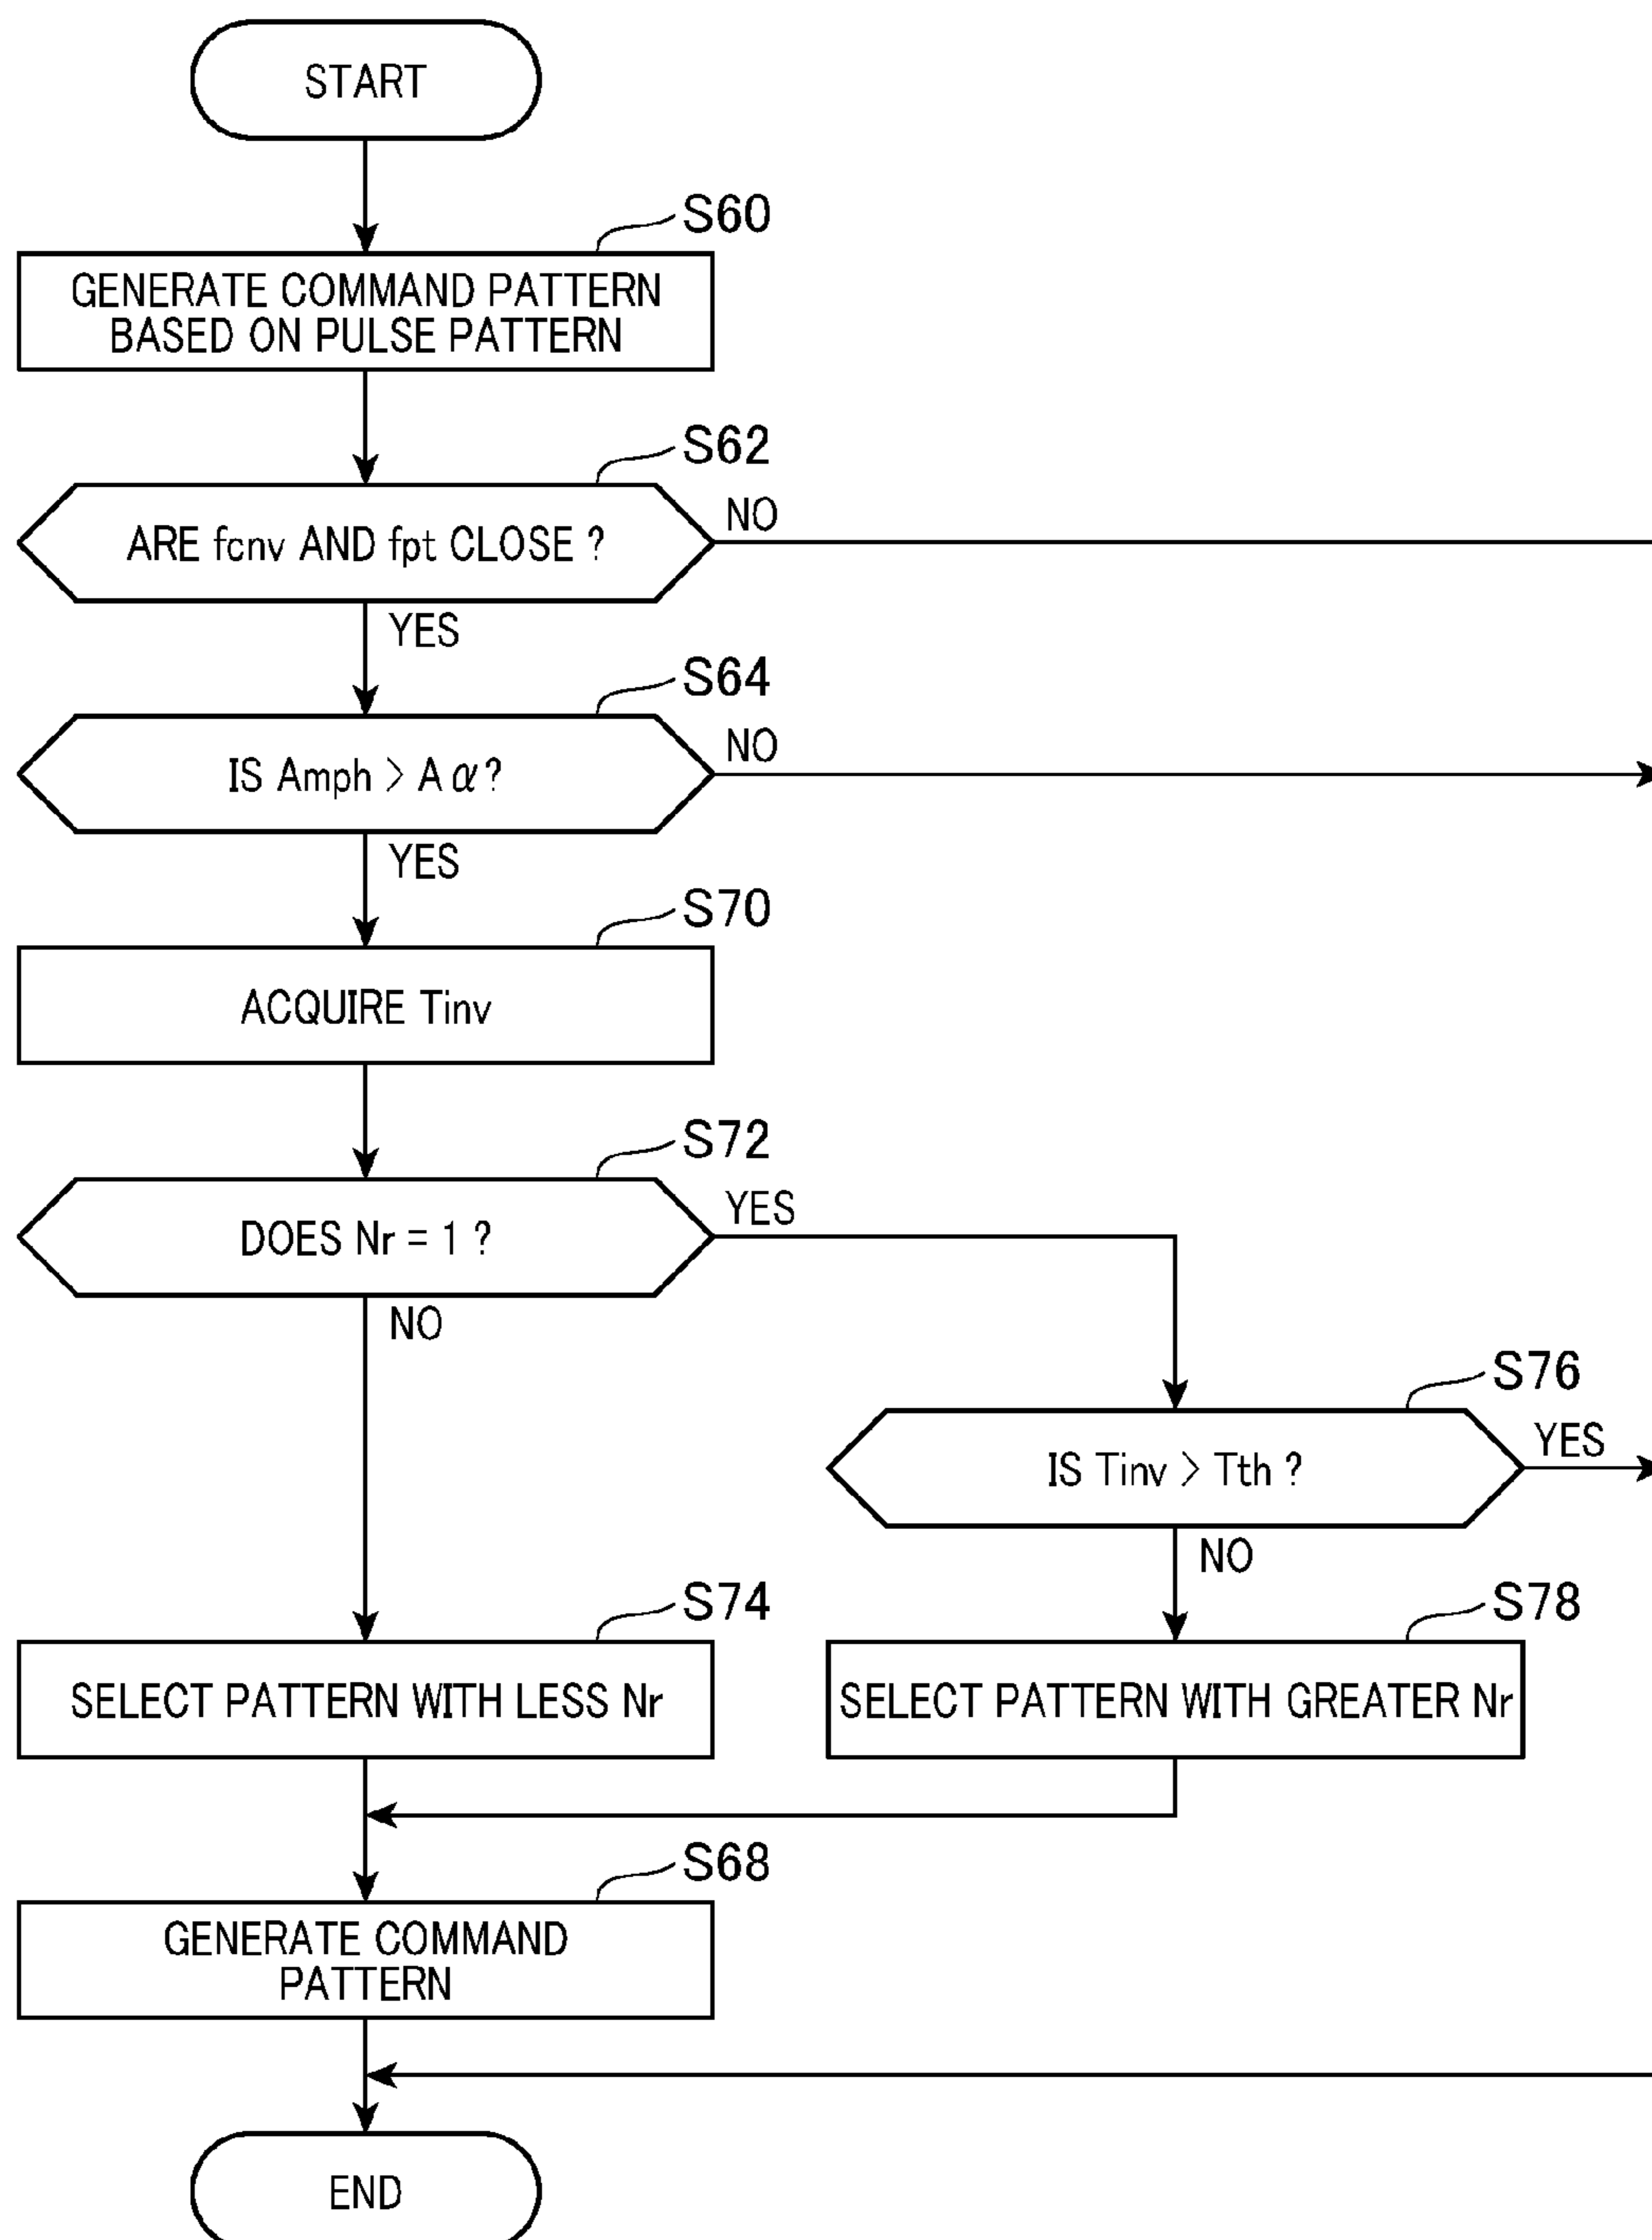 START
S60
GENERATE COMMAND PATTERN
BASED ON PULSE PATTERN
S62
ARE fcnv AND fpt CLOSE ?
NO
YES
S64
IS Amph > A α ?
NO
YES
S70
ACQUIRE Tinv
S72
DOES Nr = 1 ?
YES
NO
S76
IS Tinv > Tth ?
YES
NO
S74
SELECT PATTERN WITH LESS Nr
S78
SELECT PATTERN WITH GREATER Nr
S68
GENERATE COMMAND
PATTERN
END